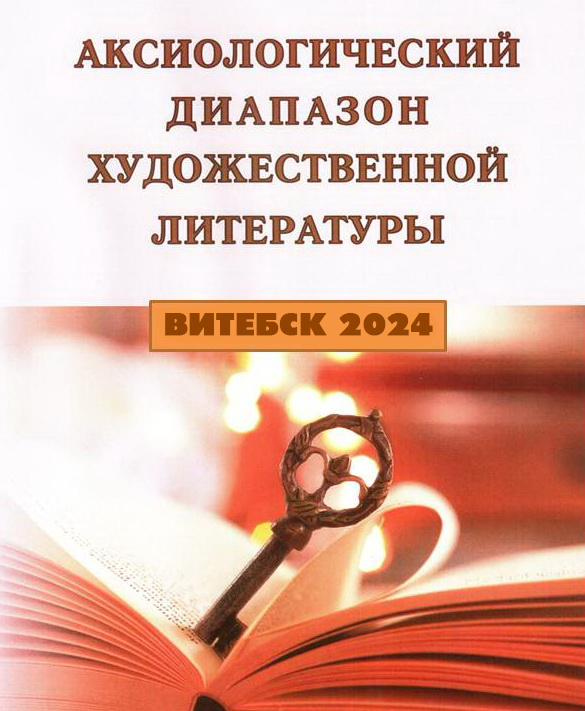 АКСИОЛОГИЧЕСКИЙ
ДИАПАЗОН
ХУДОЖЕСТВЕННОЙ
ЛИТЕРАТУРЫ
ВИТЕБСК 2024